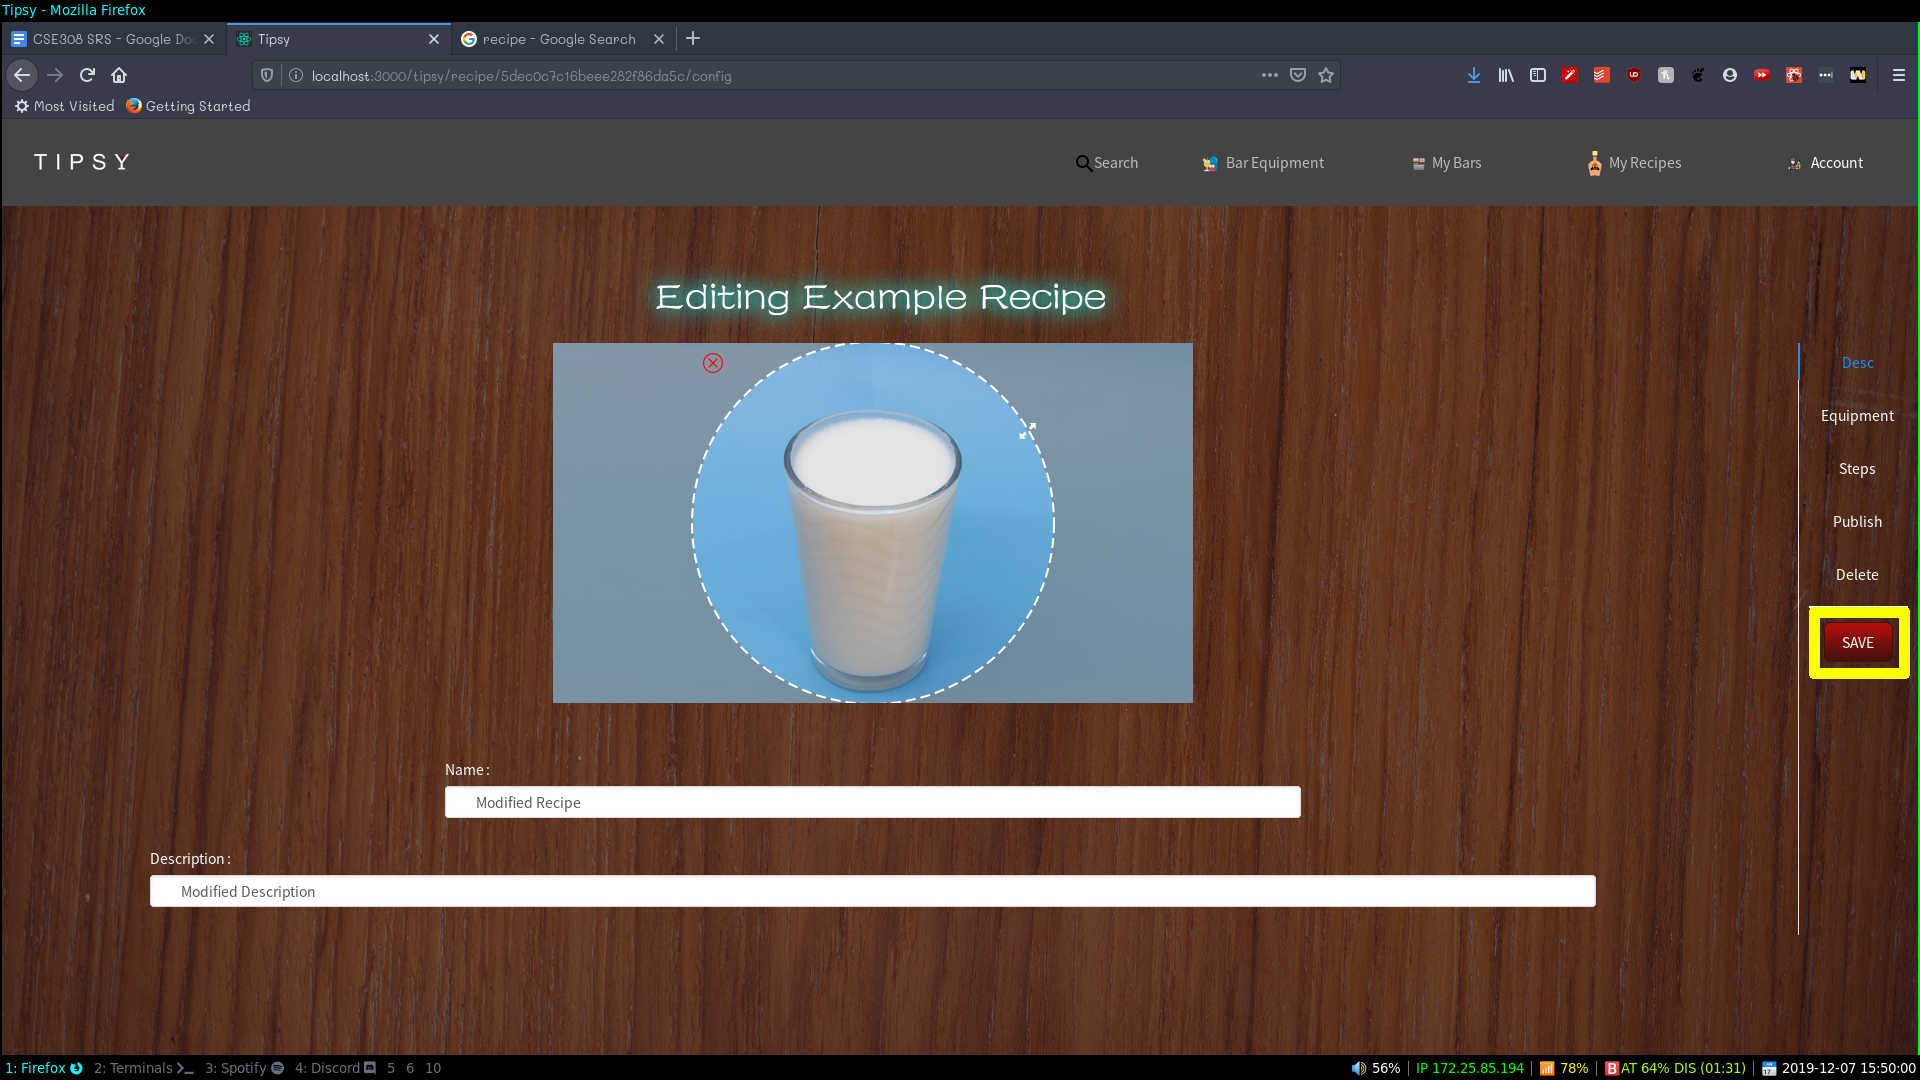 Tipsy - Mozilla Firefox
CSE308 SRS - Google Doc
Tipsy
recipe - Google Search
localhost:3000/tipsy/recipe/5dec0c7c16beee282f86da5c/config
Most Visited
Getting Started
TIPSY
Search
Bar Equipment
My Bars
My Recipes
Account
Editing Example Recipe
Desc
Equipment
Steps
Publish
Delete
SAVE
Name :
Modified Recipe
Description :
Modified Description
1: Firefox 2: Terminals 3: Spotify 4: Discord 5 6 10
56% | IP 172.25.85.194 | 78% | BAT 64% DIS (01:31) | 2019-12-07 15:50:00